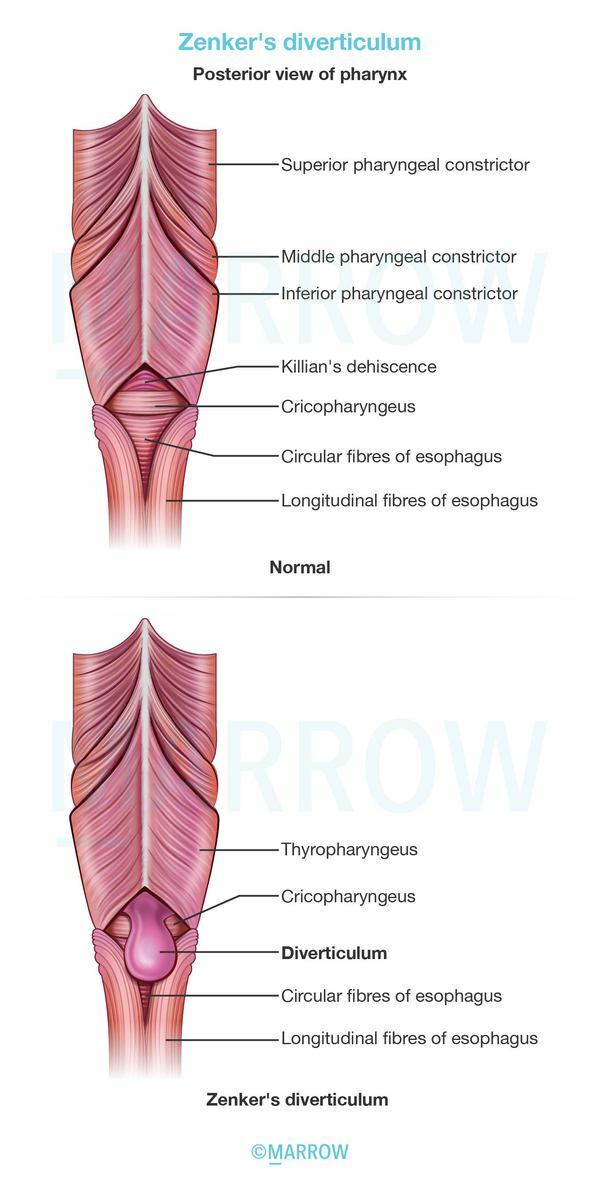 Zenker's diverticulum
Posterior view of pharynx
Superior pharyngeal constrictor
Middle pharyngeal constrictor
Inferior pharyngeal constrictor
Killian's dehiscence
Cricopharyngeus
Circular fibres of esophagus
Longitudinal fibres of esophagus
MARROW
Normal
Thyropharyngeus
Cricopharyngeus
Diverticulum
Circular fibres of esophagus
Longitudinal fibres of esophagus
MARROW
Zenker's diverticulum
©MARROW